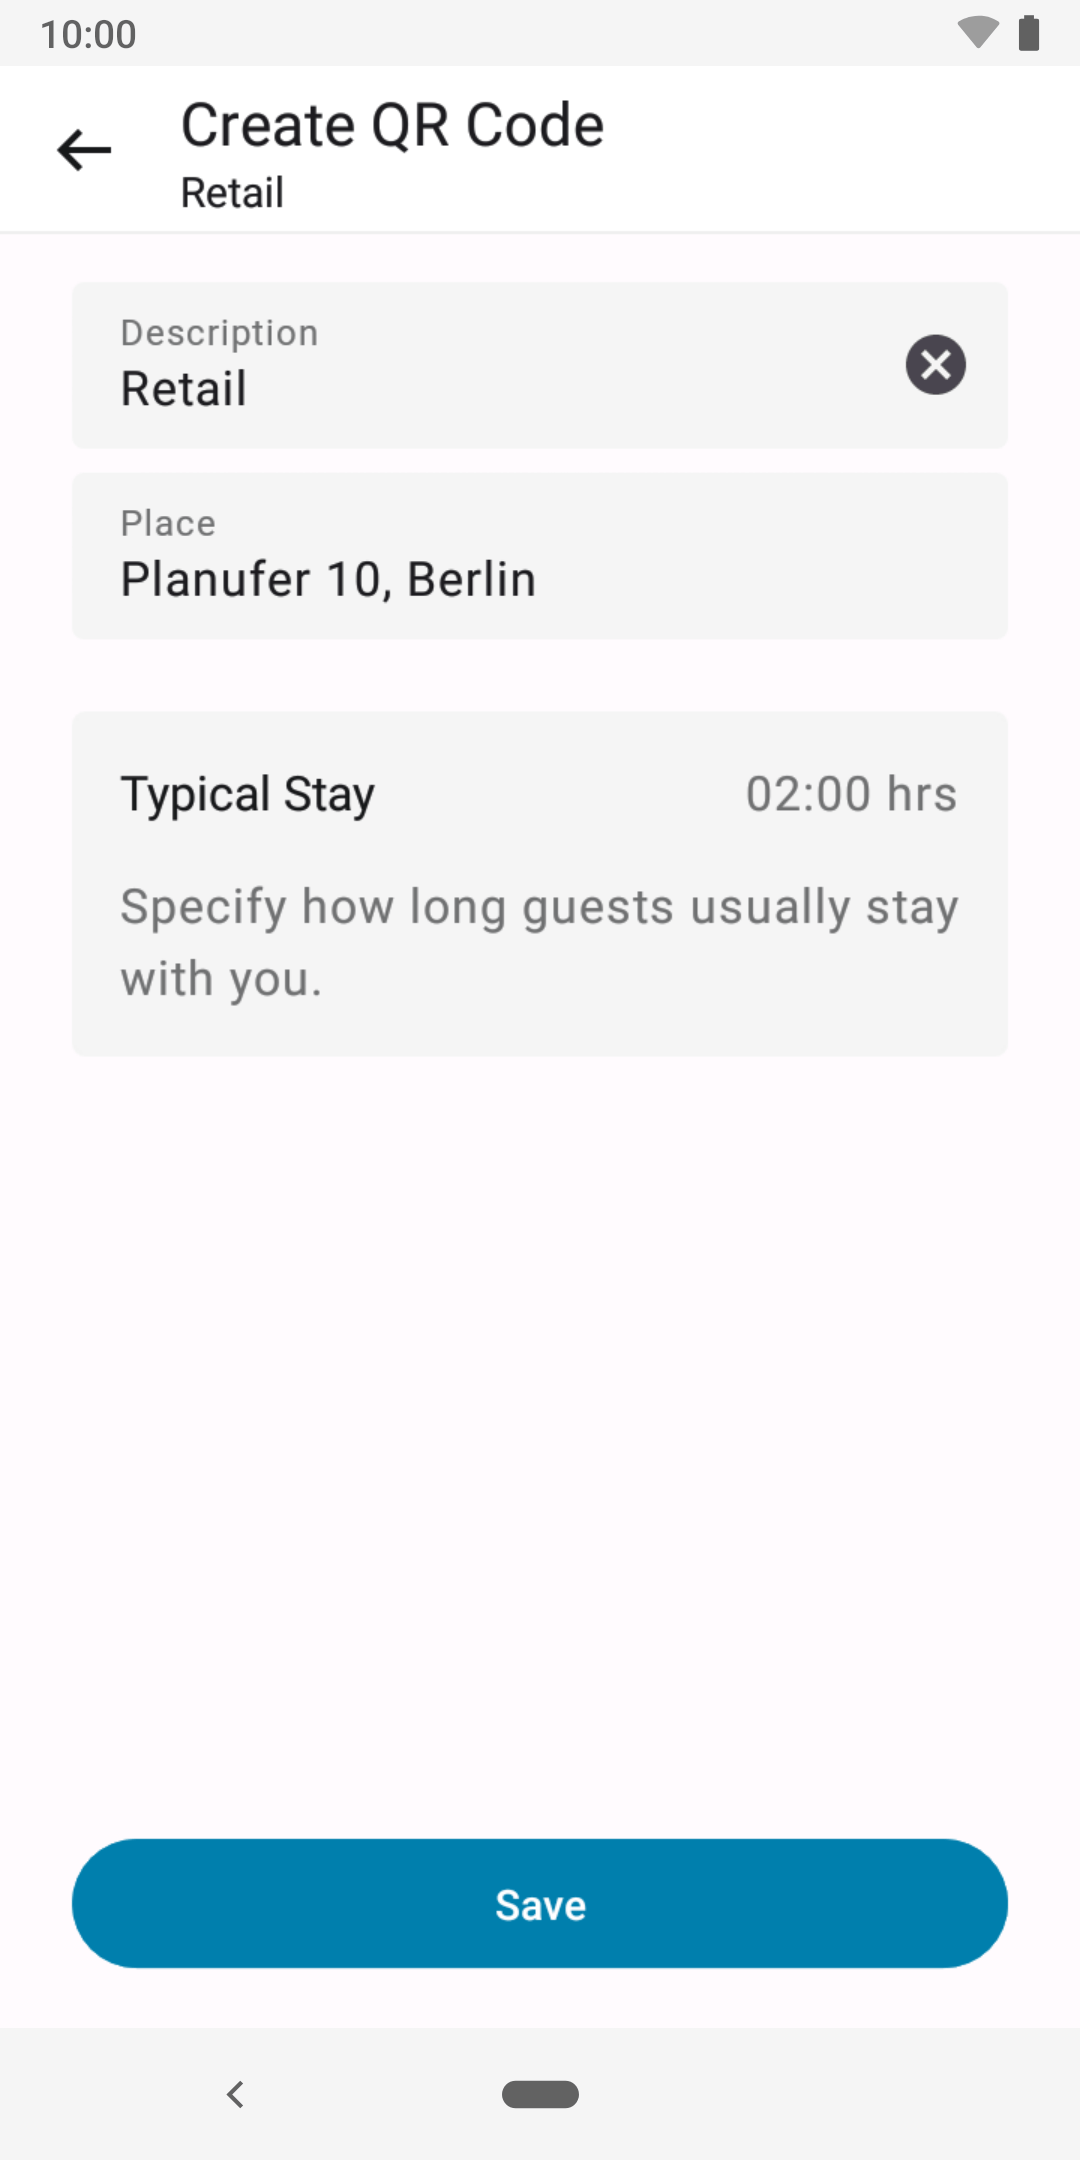 10:00
Create QR Code
Retail
Description
Retail
Place
Planufer 10, Berlin
Typical Stay 02:00 hrs
Specify how long guests usually stay
with you.
Save